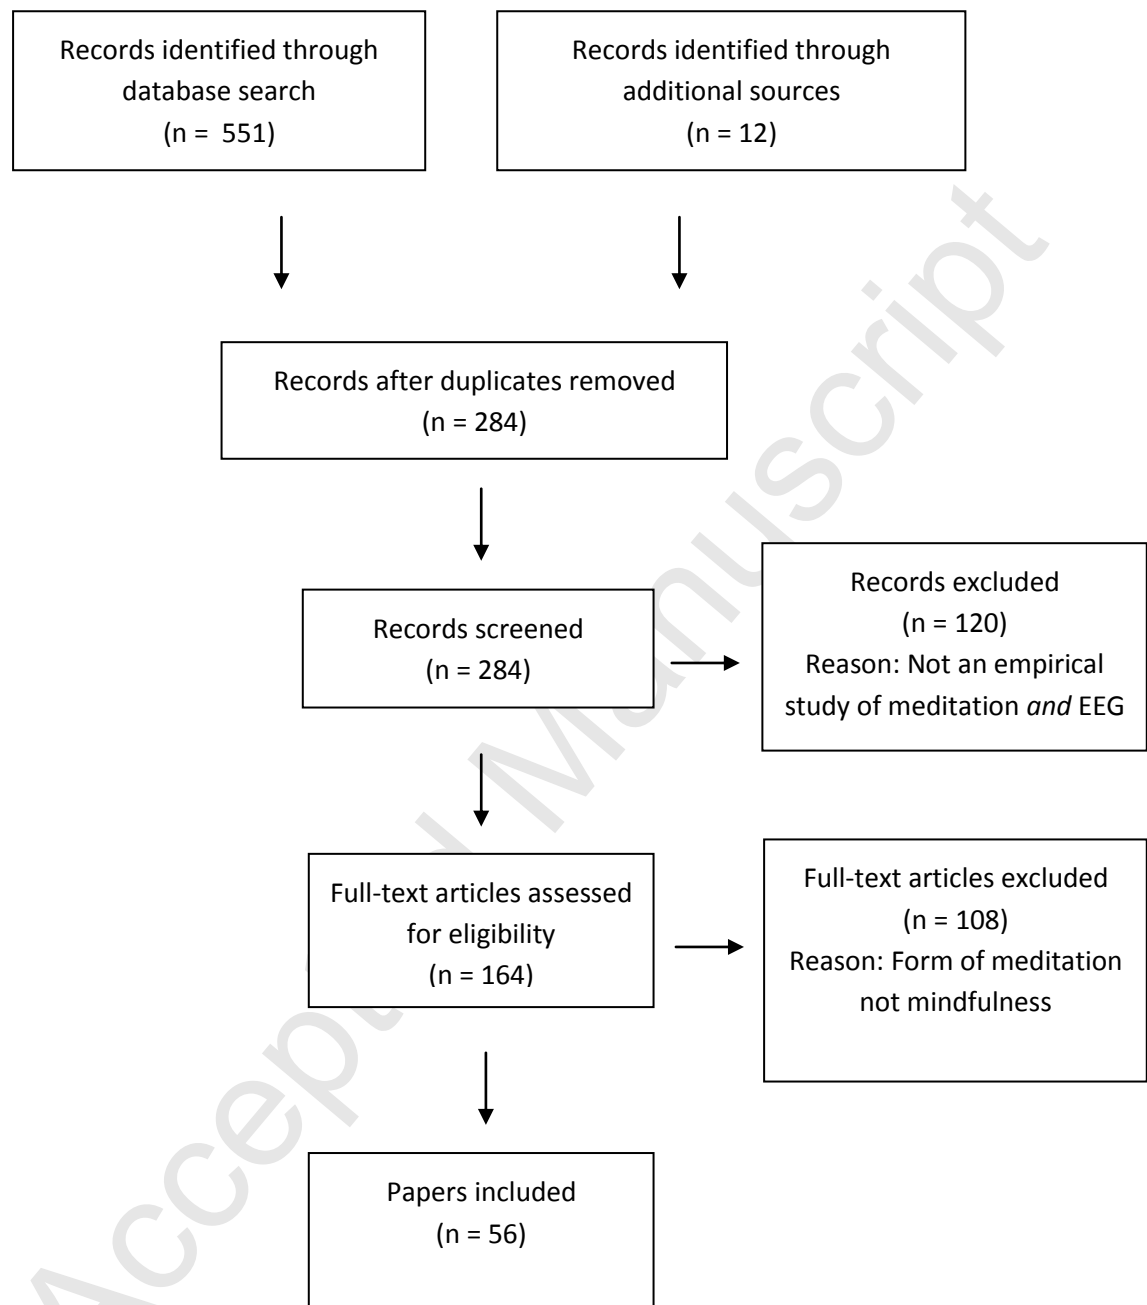 Records identified through
database search
(n =  551)
Records identified through
additional sources
(n = 12)
Records after duplicates removed
(n = 284)
Records screened
(n = 284)
Records excluded
(n = 120)
Reason: Not an empirical
study of meditation and EEG
Full-text articles assessed
for eligibility
(n = 164)
Full-text articles excluded
(n = 108)
Reason: Form of meditation
not mindfulness
Papers included
(n = 56)
Accepted Manuscript